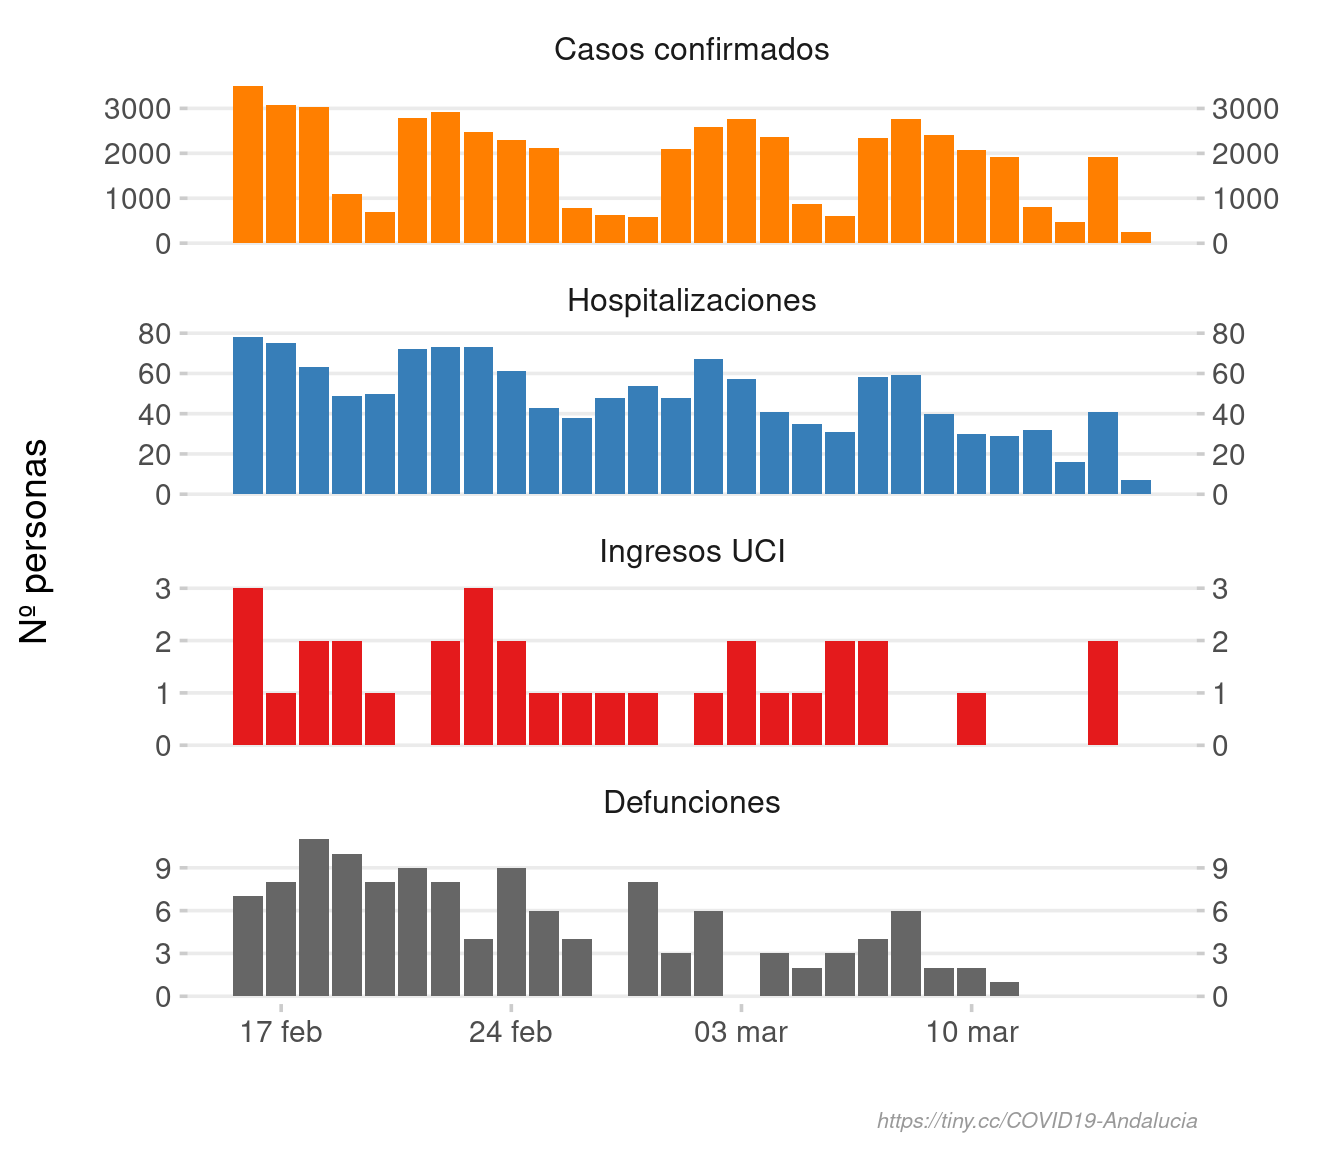 Casos confirmados
3000 3000
2000 2000
1000 1000
0 0
Hospitalizaciones
80 80
60 60
40 40
20 20
0 0
Nº personas
Ingresos UCI
3 3
2 2
1 1
0 0
Defunciones
9 9
6 6
3 3
0 0
17 feb 24 feb 03 mar 10 mar
https://tiny.cc/COVID19-Andalucia